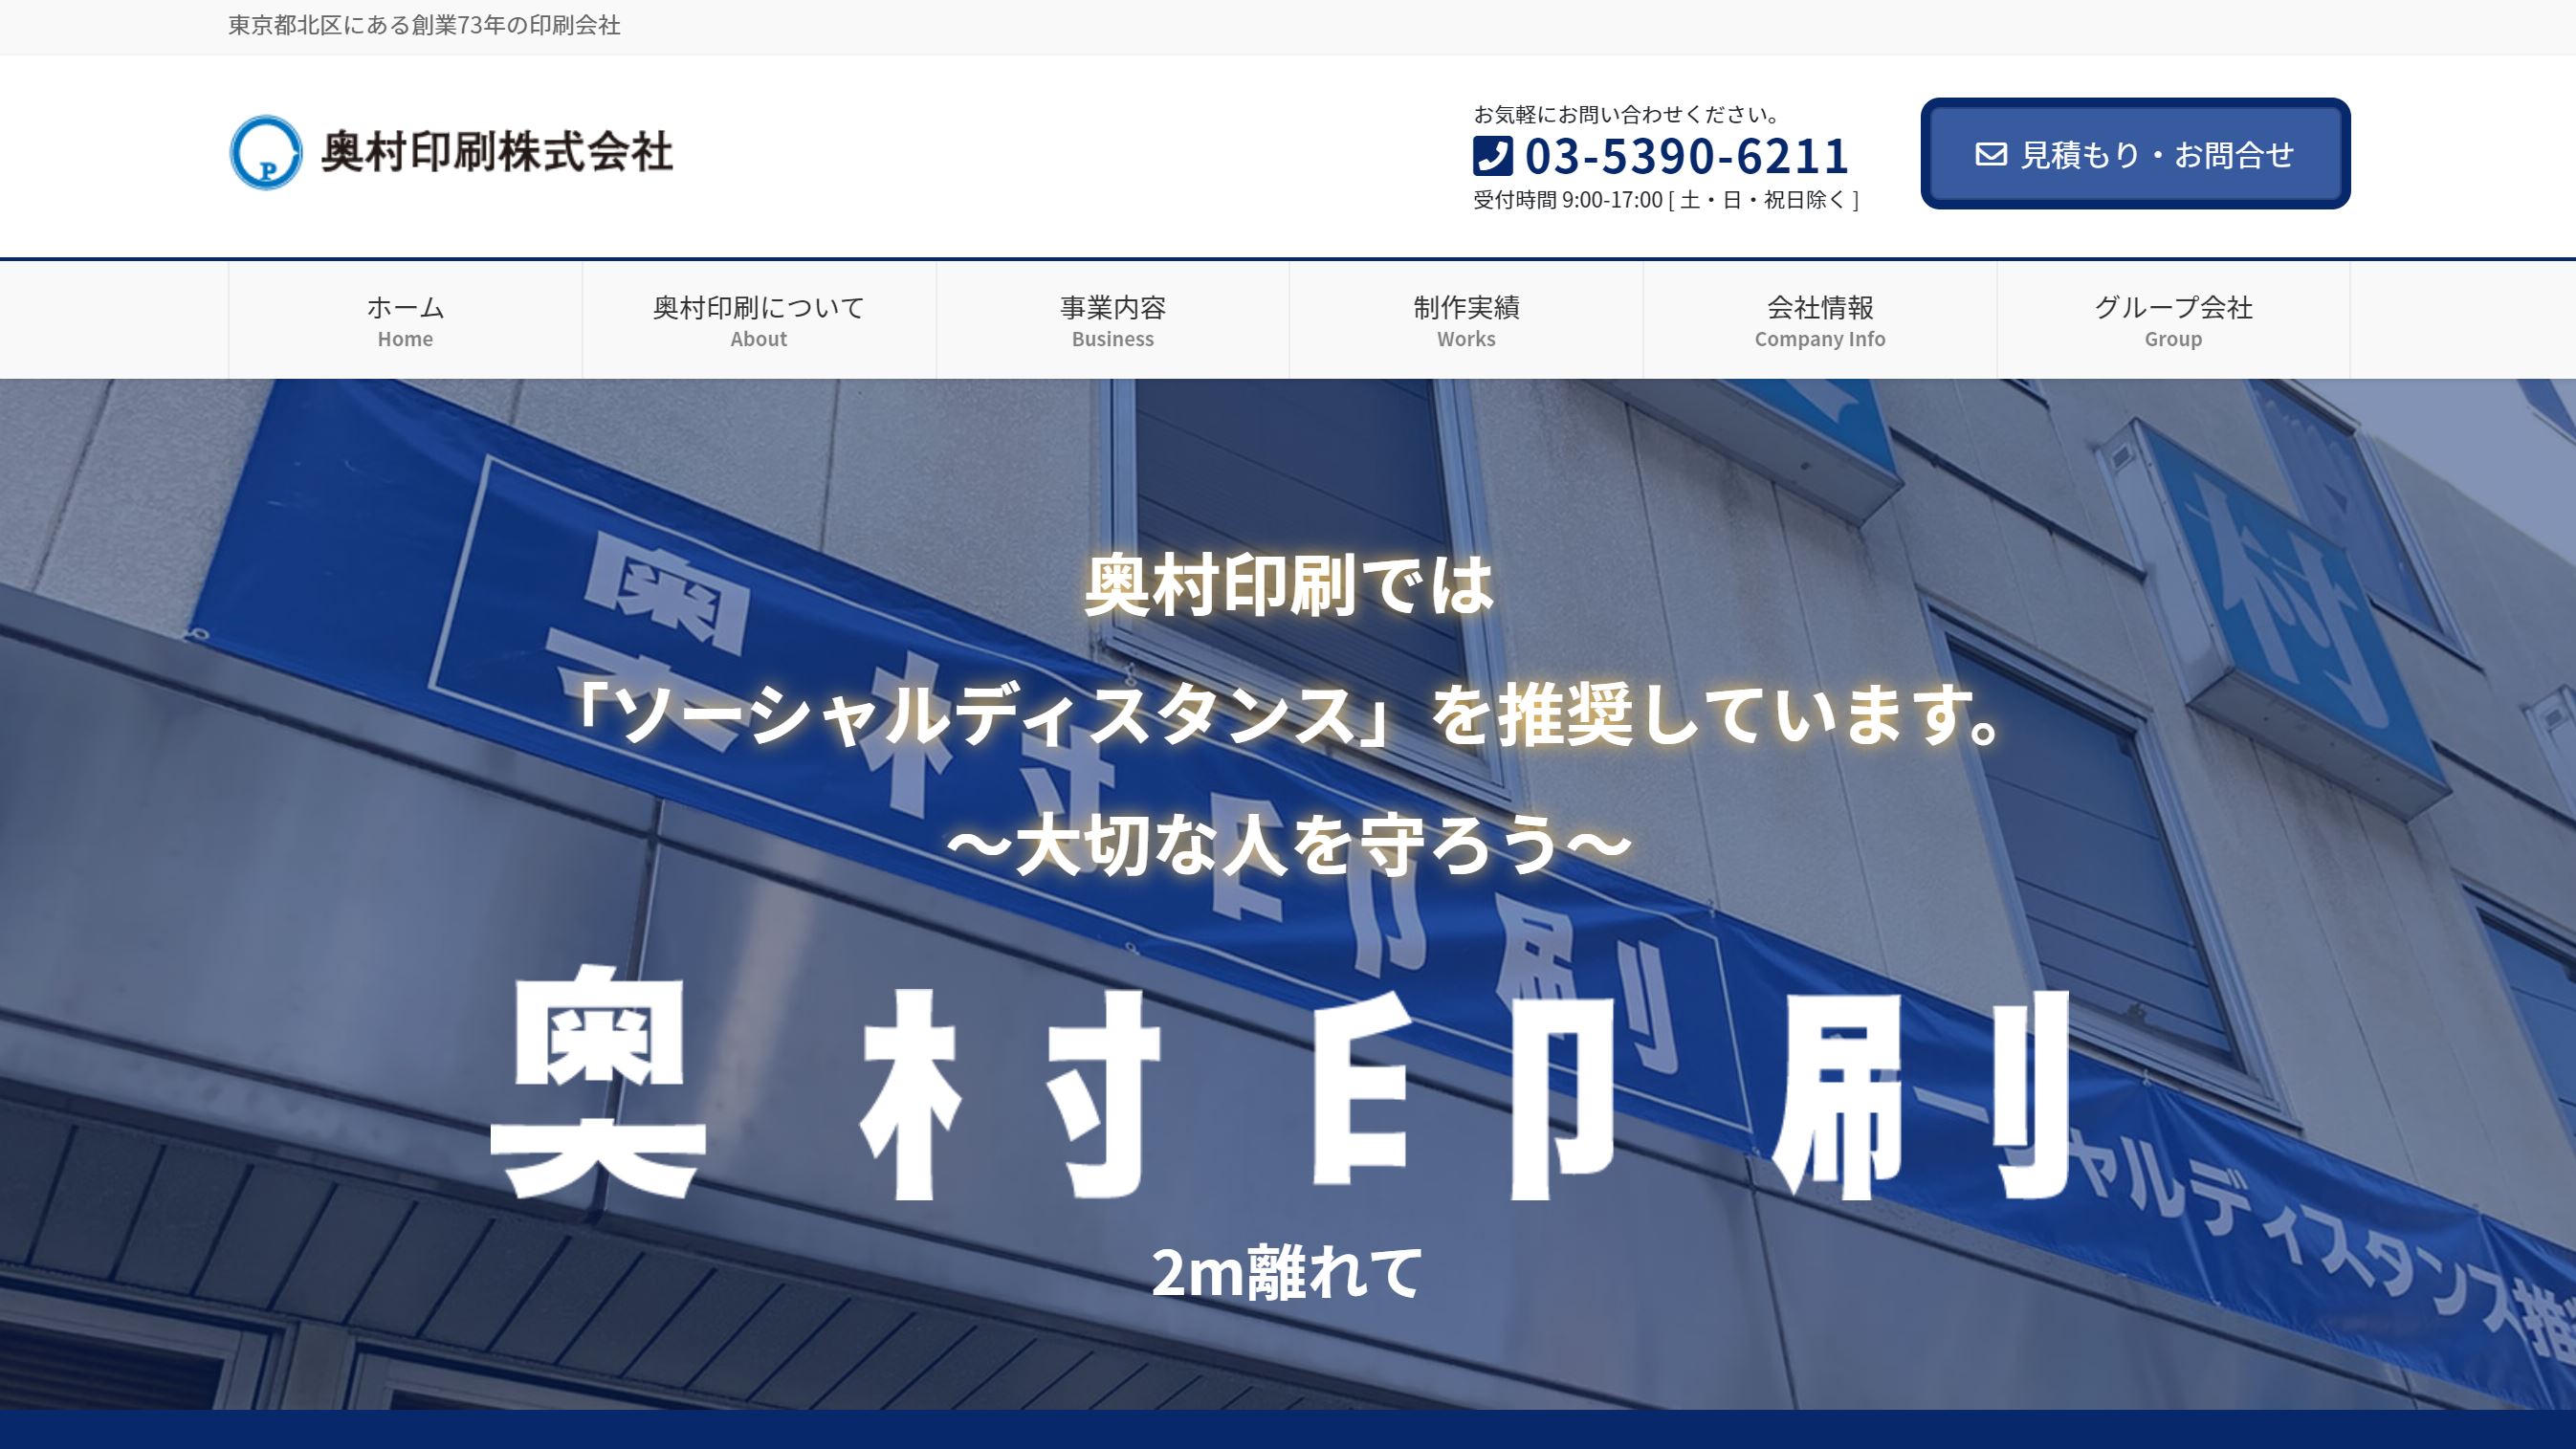 東京都北区にある創業73年の印刷会社
P
奥村印刷株式会社
お気軽にお問い合わせください。
03-5390-6211
受付時間 9:00-17:00 [ 土・日・祝日除く ]
見積もり・お問合せ
ホーム
Home
奥村印刷について
About
事業内容
Business
制作実績
Works
会社情報
Company Info
グループ会社
Group
奥村印刷では
「ソーシャルディスタンス」を推奨しています。
～大切な人を守ろう～
奥村印刷
村
奥村印刷
ーシャルディスタンス推
2m離れて